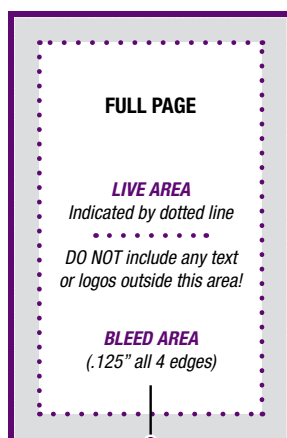 FULL PAGE
LIVE AREA
Indicated by dotted line
DO NOT include any text
or logos outside this area!
BLEED AREA
(.125” all 4 edges)